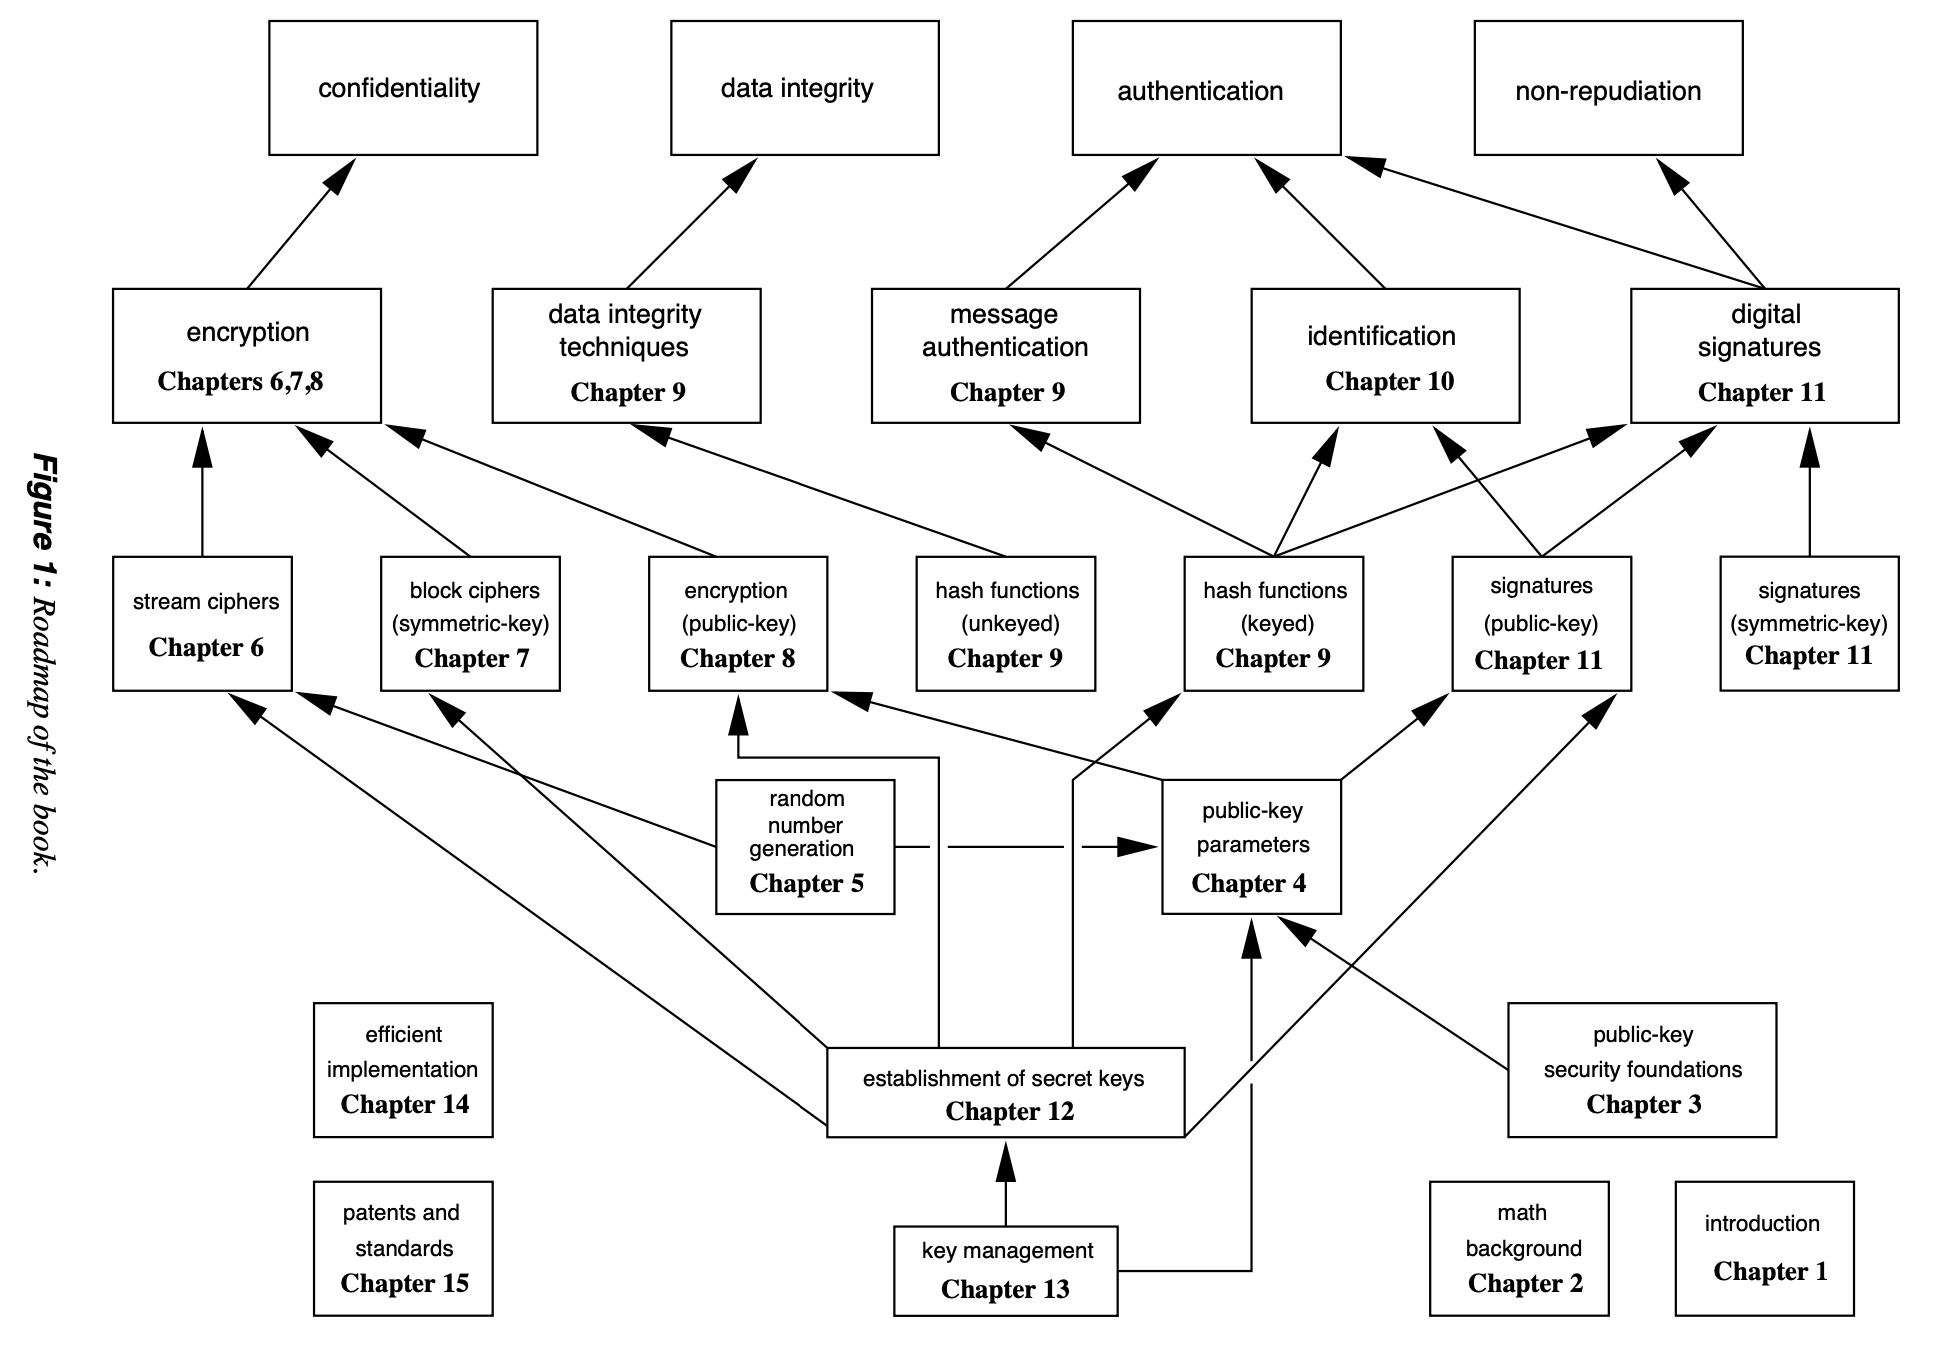 confidentiality
data integrity
authentication
non-repudiation
encryption
Chapters 6,7,8
data integrity
techniques
Chapter 9
message
authentication
Chapter 9
identification
Chapter 10
digital
signatures
Chapter 11
stream ciphers
Chapter 6
block ciphers
(symmetric-key)
Chapter 7
encryption
(public-key)
Chapter 8
hash functions
(unkeyed)
Chapter 9
hash functions
(keyed)
Chapter 9
signatures
(public-key)
Chapter 11
signatures
(symmetric-key)
Chapter 11
random
number
generation
Chapter 5
public-key
parameters
Chapter 4
efficient
implementation
Chapter 14
establishment of secret keys
Chapter 12
public-key
security foundations
Chapter 3
patents and
standards
Chapter 15
key management
Chapter 13
math
background
Chapter 2
introduction
Chapter 1
Figure 1: Roadmap of the book.